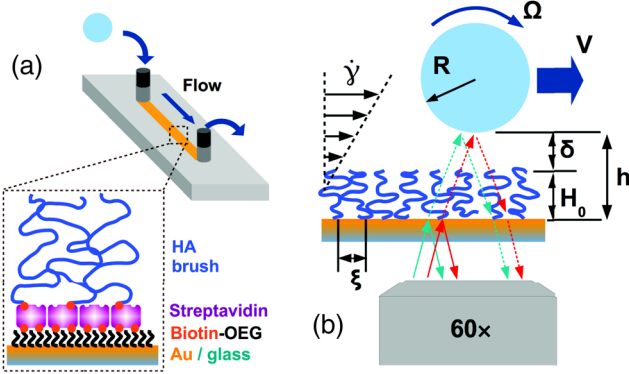 (a)
Flow
HA
brush
Streptavidin
Biotin-OEG
Au / glass
Ω
R
V
γ̇
δ
h
H₀
ξ
(b)
60×